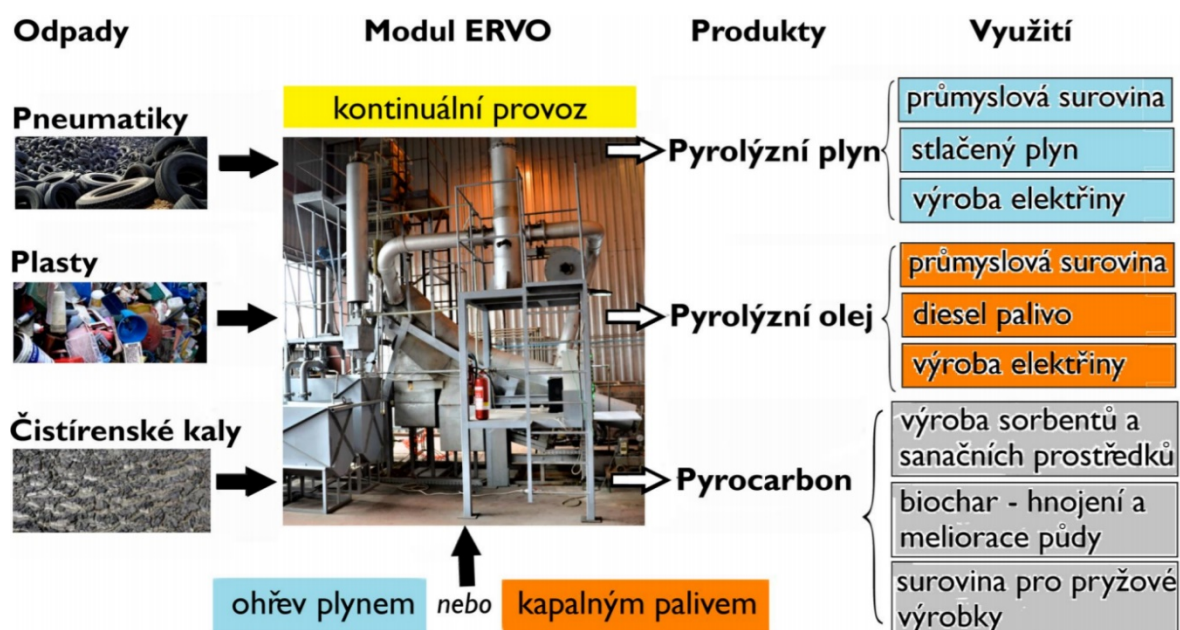 Odpady
Modul ERVO
Produkty
Využití
Pneumatiky
Plasty
Čistírenské kaly
kontinuální provoz
ohřev plynem
nebo
kapalným palivem
Pyrolýzní plyn
průmyslová surovina
stlačený plyn
výroba elektřiny
Pyrolýzní olej
průmyslová surovina
diesel palivo
výroba elektřiny
Pyrocarbon
výroba sorbentů a
sanačních prostředků
biochar - hnojení a
meliorace půdy
surovina pro pryžové
výrobky